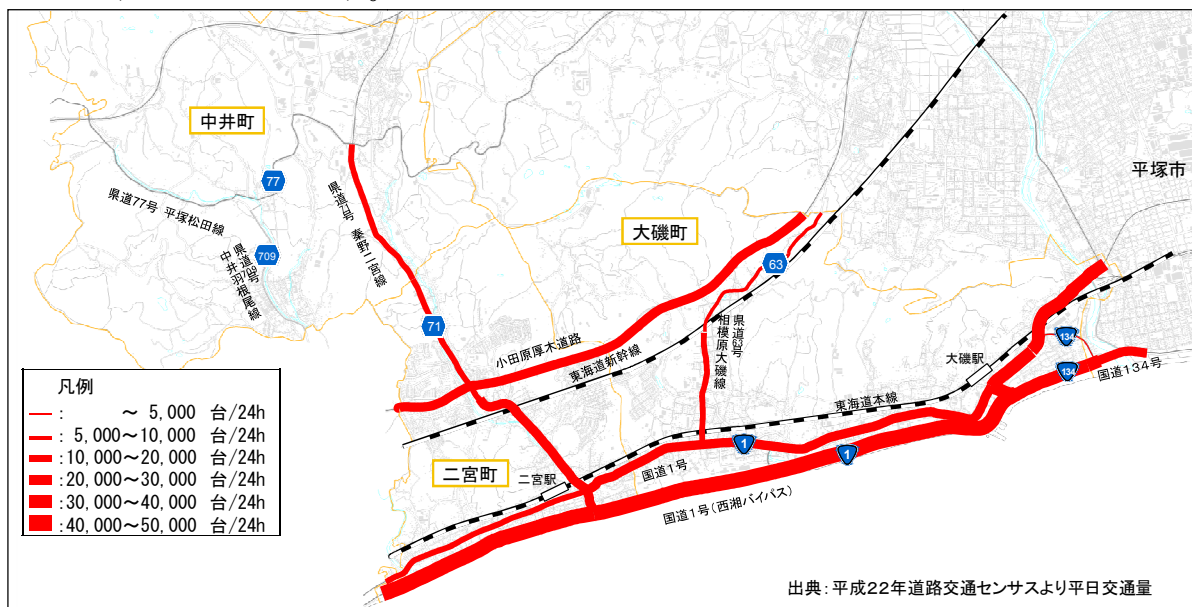 中井町
77
県道77号 平塚松田線
709
県道709号
中井羽根尾線
県道71号 秦野二宮線
71
大磯町
63
県道63号
相模原大磯線
小田原厚木道路
東海道新幹線
平塚市
134
大磯駅
134
国道134号
東海道本線
1
国道1号
1
二宮町
二宮駅
国道1号(西湘バイパス)
凡例
: ~ 5,000 台/24h
: 5,000~10,000 台/24h
:10,000~20,000 台/24h
:20,000~30,000 台/24h
:30,000~40,000 台/24h
:40,000~50,000 台/24h
出典:平成22年道路交通センサスより平日交通量